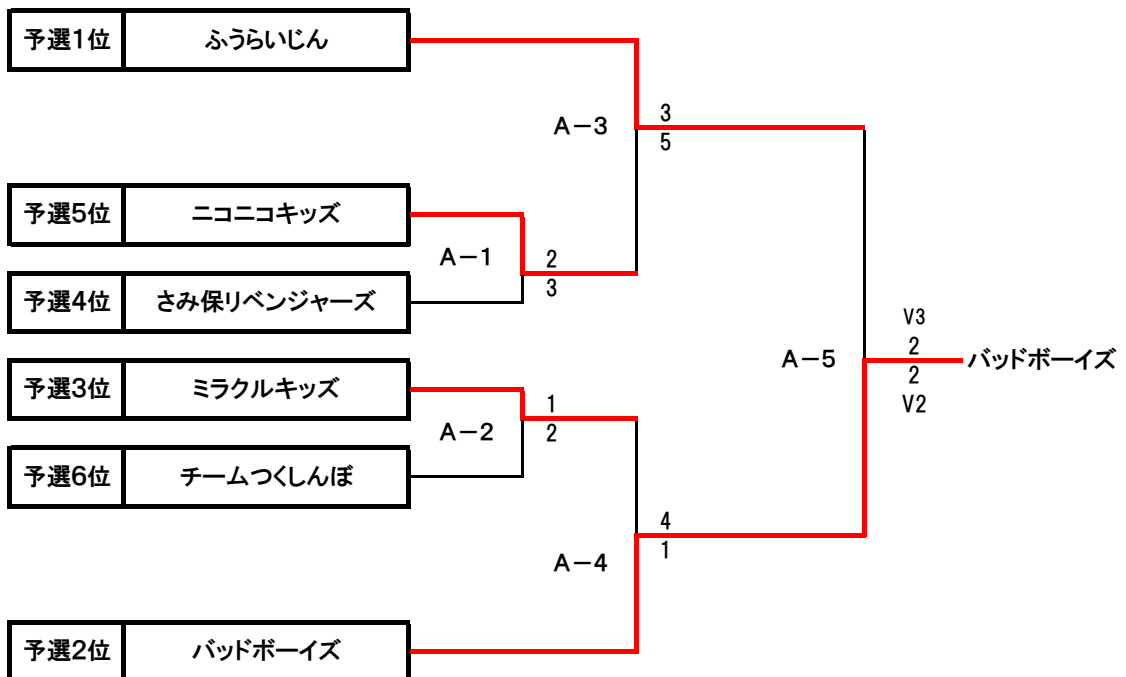 予選1位 ふうらいじん
A－3
3
5
予選5位 ニコニコキッズ
A－1
2
3
予選4位 さみ保リベンジャーズ
予選3位 ミラクルキッズ
A－2
1
2
予選6位 チームつくしんぼ
A－4
4
1
予選2位 バッドボーイズ
A－5
V3
2
2
V2
バッドボーイズ